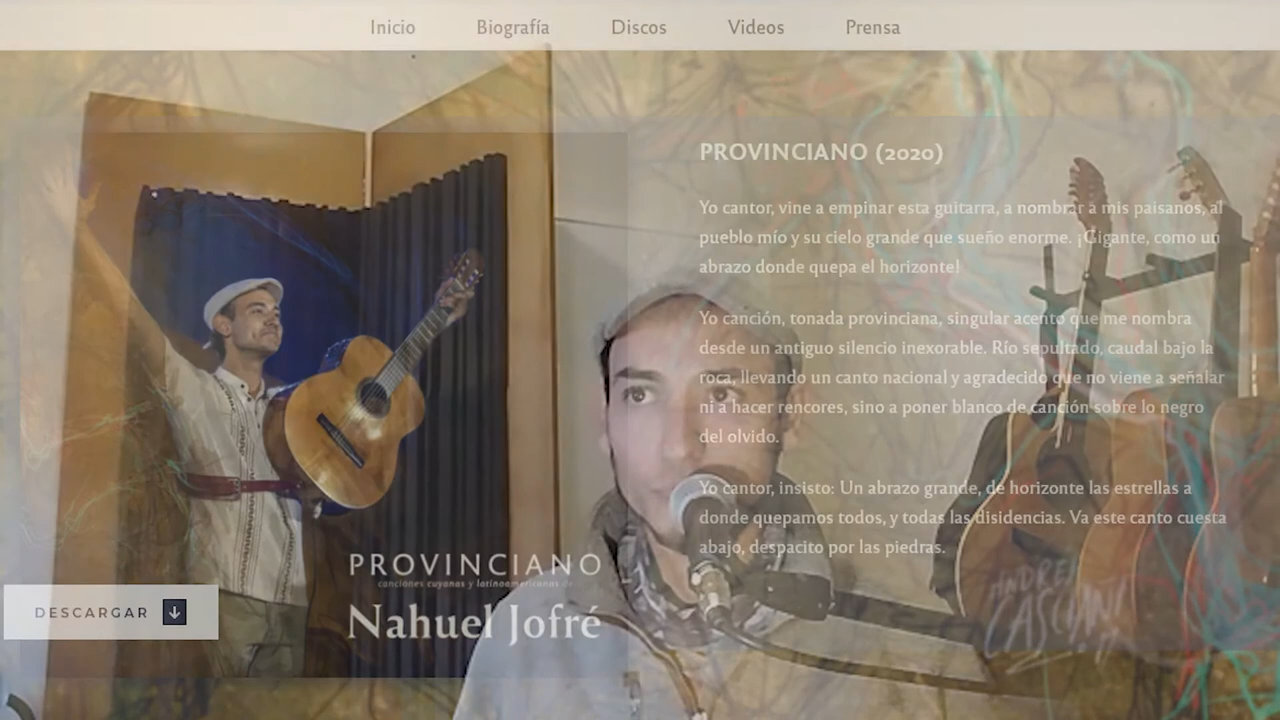 Inicio Biografía Discos Videos Prensa
PROVINCIANO (2020)
Yo cantor, vine a empinar esta guitarra, a nombrar a mis paisanos, al
pueblo mío y su cielo grande que sueño enorme. ¡Gigante, como un
abrazo donde quepa el horizonte!
Yo canción, tonada provinciana, singular acento que me nombra
desde un antiguo silencio inexorable. Río sepultado, caudal bajo la
roca, llevando un canto nacional y agradecido que no viene a señalar
ni a hacer rencores, sino a poner blanco de canción sobre lo negro
del olvido.
Yo cantor, insisto: Un abrazo grande, de horizonte las estrellas a
donde quepamos todos, y todas las disidencias. Va este canto cuesta
abajo, despacito por las piedras.
PROVINCIANO
canciones cuyanas y latinoamericanas de
Nahuel Jofré
DESCARGAR